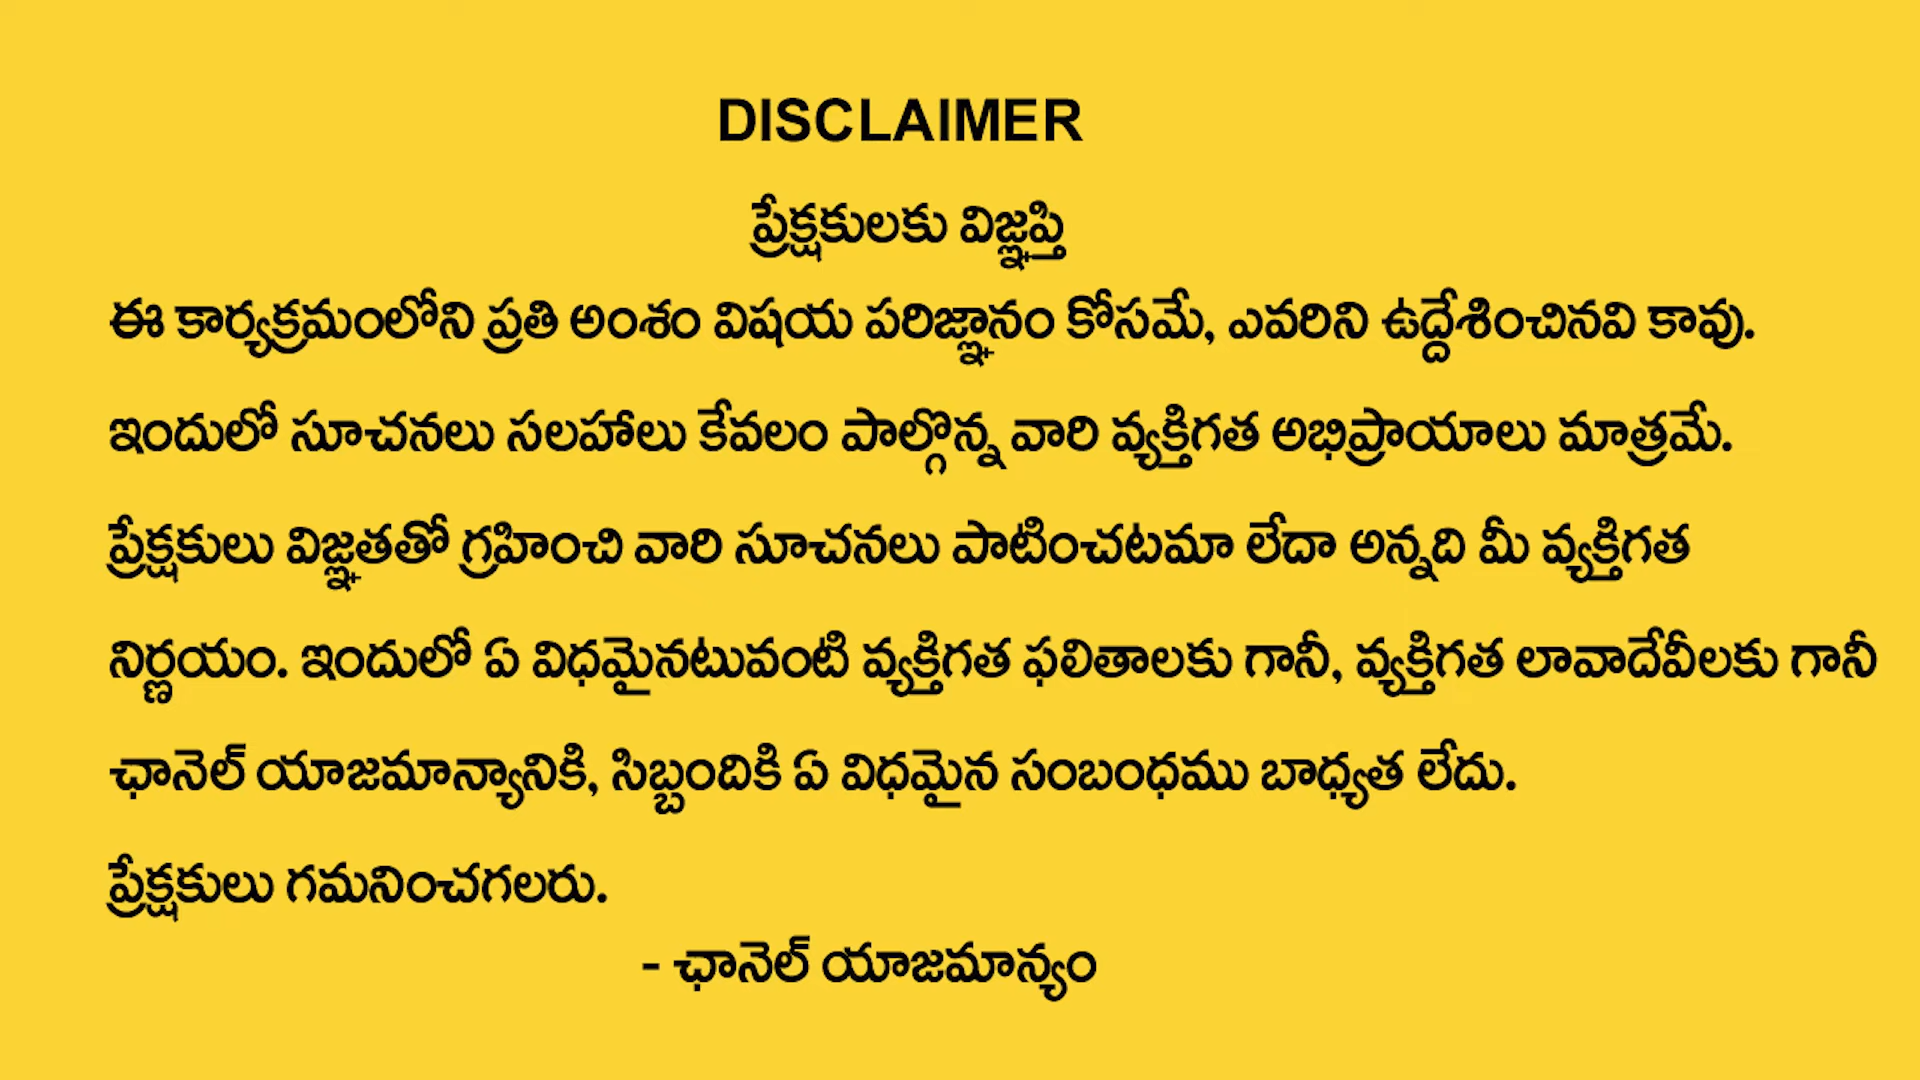 DISCLAIMER
ప్రేక్షకులకు విజ్ఞప్తి
ఈ కార్యక్రమంలోని ప్రతి అంశం విషయ పరిజ్ఞానం కోసమే, ఎవరిని ఉద్దేశించినవి కావు.
ఇందులో సూచనలు సలహాలు కేవలం పాల్గొన్న వారి వ్యక్తిగత అభిప్రాయాలు మాత్రమే.
ప్రేక్షకులు విజ్ఞతతో గ్రహించి వారి సూచనలు పాటించటమా లేదా అన్నది మీ వ్యక్తిగత
నిర్ణయం. ఇందులో ఏ విధమైనటువంటి వ్యక్తిగత ఫలితాలకు గానీ, వ్యక్తిగత లావాదేవీలకు గానీ
ఛానెల్ యాజమాన్యానికి, సిబ్బందికి ఏ విధమైన సంబంధము బాధ్యత లేదు.
ప్రేక్షకులు గమనించగలరు.
- ఛానెల్ యాజమాన్యం